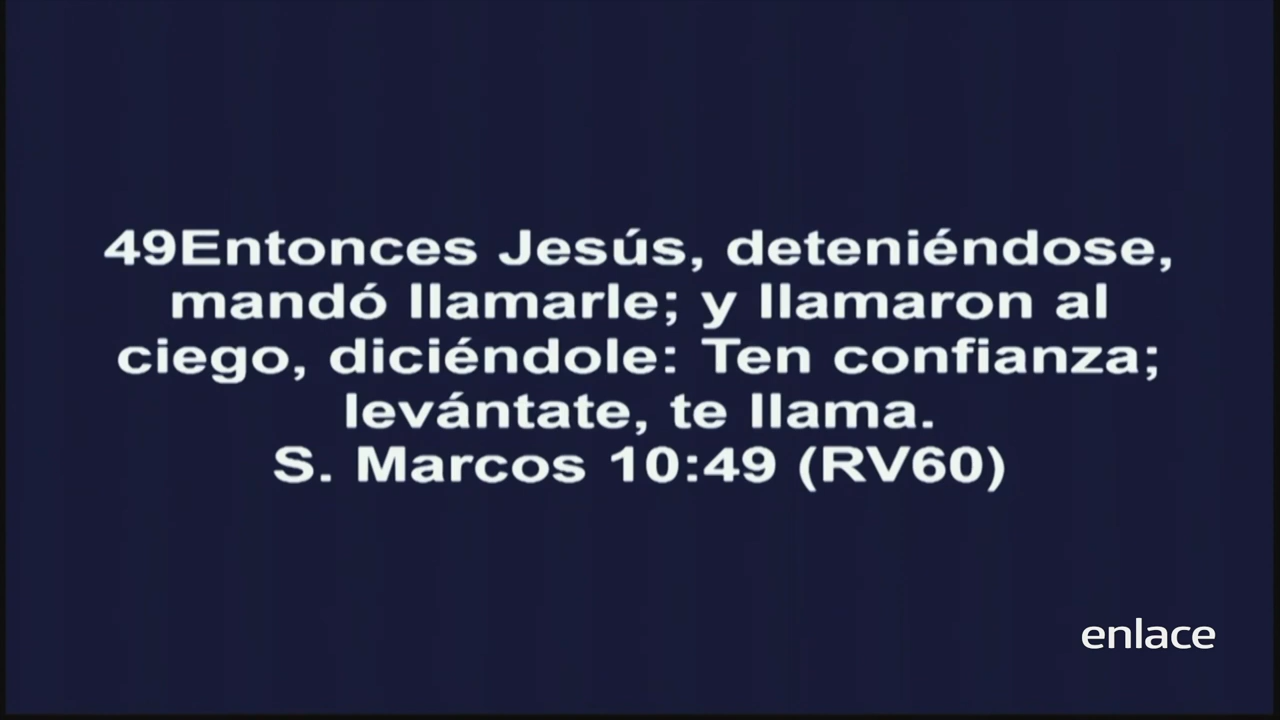 49Entonces Jesús, deteniéndose,
mandó llamarle; y llamaron al
ciego, diciéndole: Ten confianza;
levántate, te llama.
S. Marcos 10:49 (RV60)
enlace